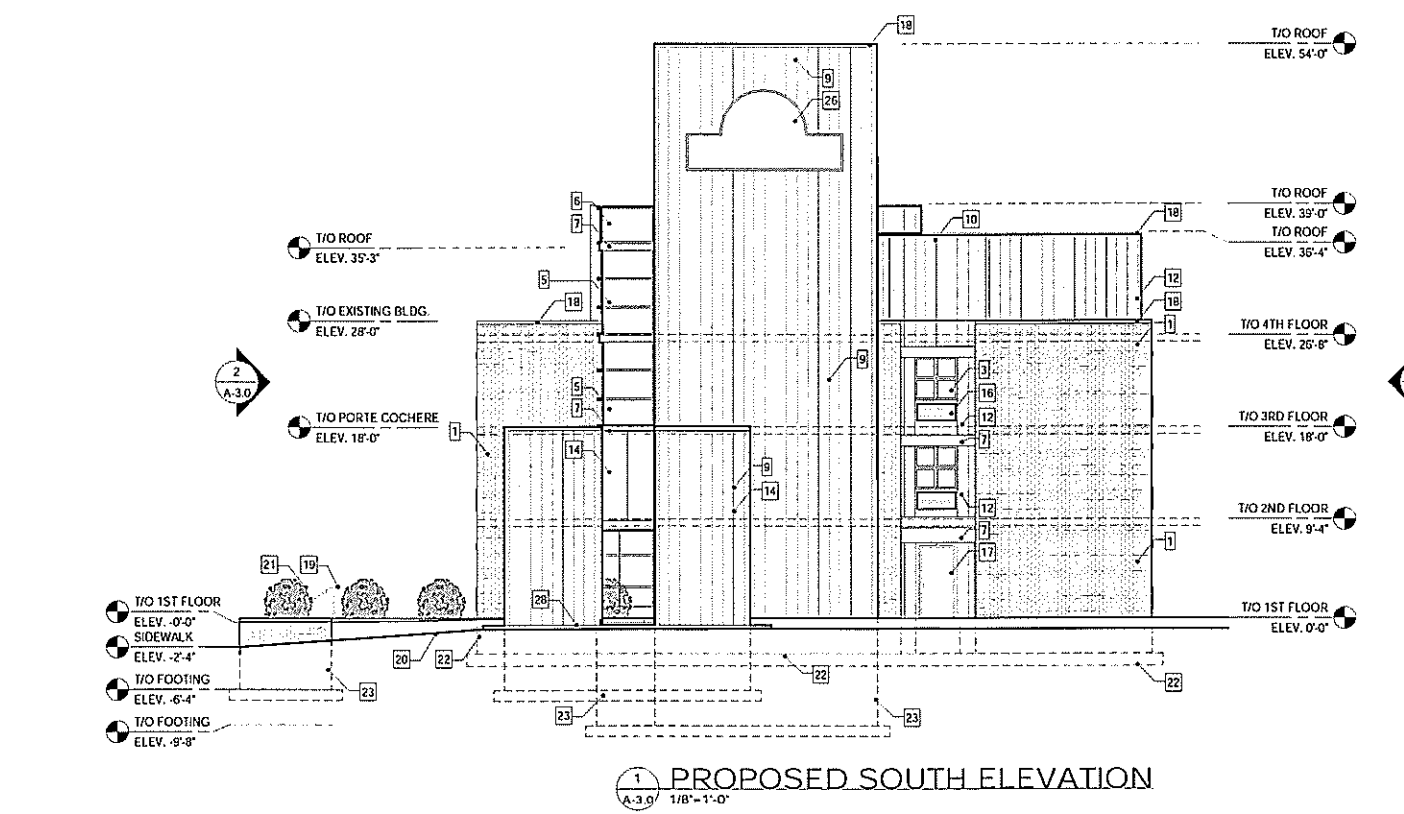 18
T/O ROOF
ELEV. 54'-0"
9
26
6
7
T/O ROOF
ELEV. 39'-0"
10
18
T/O ROOF
ELEV. 36'-4"
T/O ROOF
ELEV. 35'-3"
5
12
18
18
1
T/O EXISTING BLDG.
ELEV. 28'-0"
T/O 4TH FLOOR
ELEV. 26'-8"
2
A-3.0
9
3
5
16
7
12
T/O PORTE COCHERE
ELEV. 18'-0"
T/O 3RD FLOOR
ELEV. 18'-0"
1
7
14
9
14
12
T/O 2ND FLOOR
ELEV. 9'-4"
7
1
17
21
19
28
T/O 1ST FLOOR
ELEV. -0'-0"
T/O 1ST FLOOR
ELEV. 0'-0"
SIDEWALK
ELEV. -2'-4"
20
22
22
22
T/O FOOTING
ELEV. -6'-4"
23
23
23
T/O FOOTING
ELEV. -9'-8"
1
A-3.0
PROPOSED SOUTH ELEVATION
1/8"=1'-0"